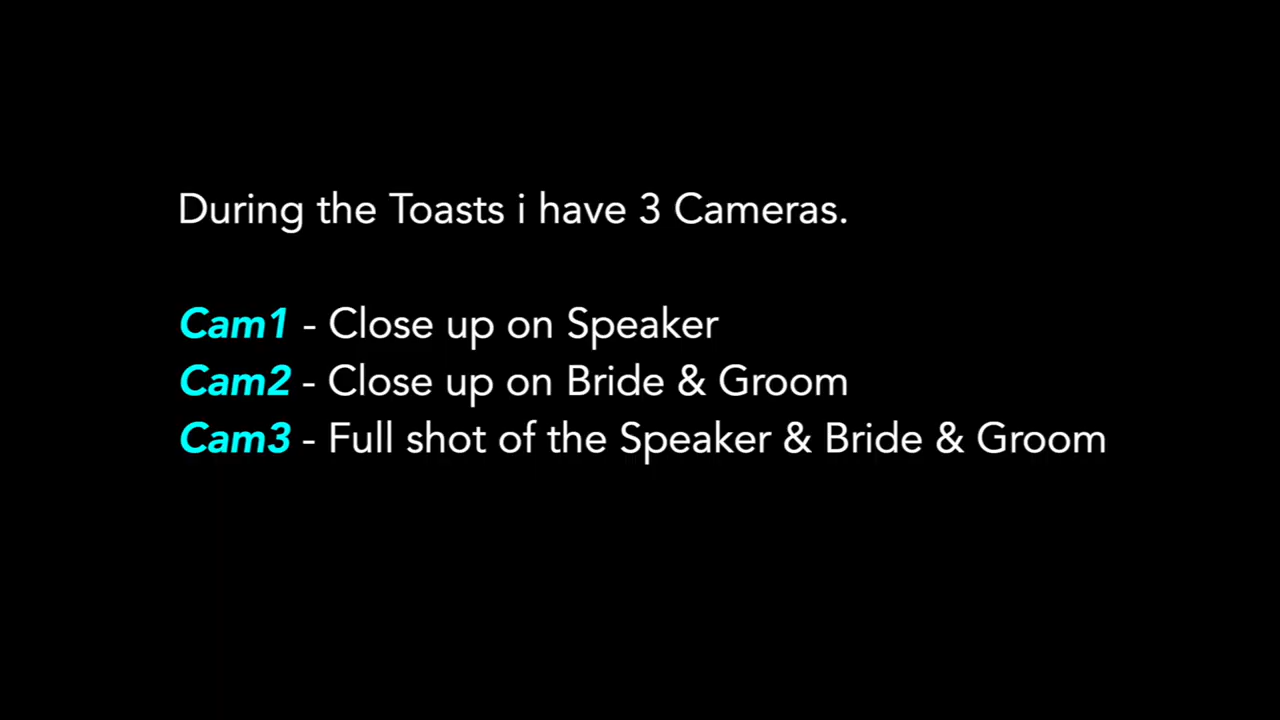 During the Toasts i have 3 Cameras.
Cam1 - Close up on Speaker
Cam2 - Close up on Bride & Groom
Cam3 - Full shot of the Speaker & Bride & Groom